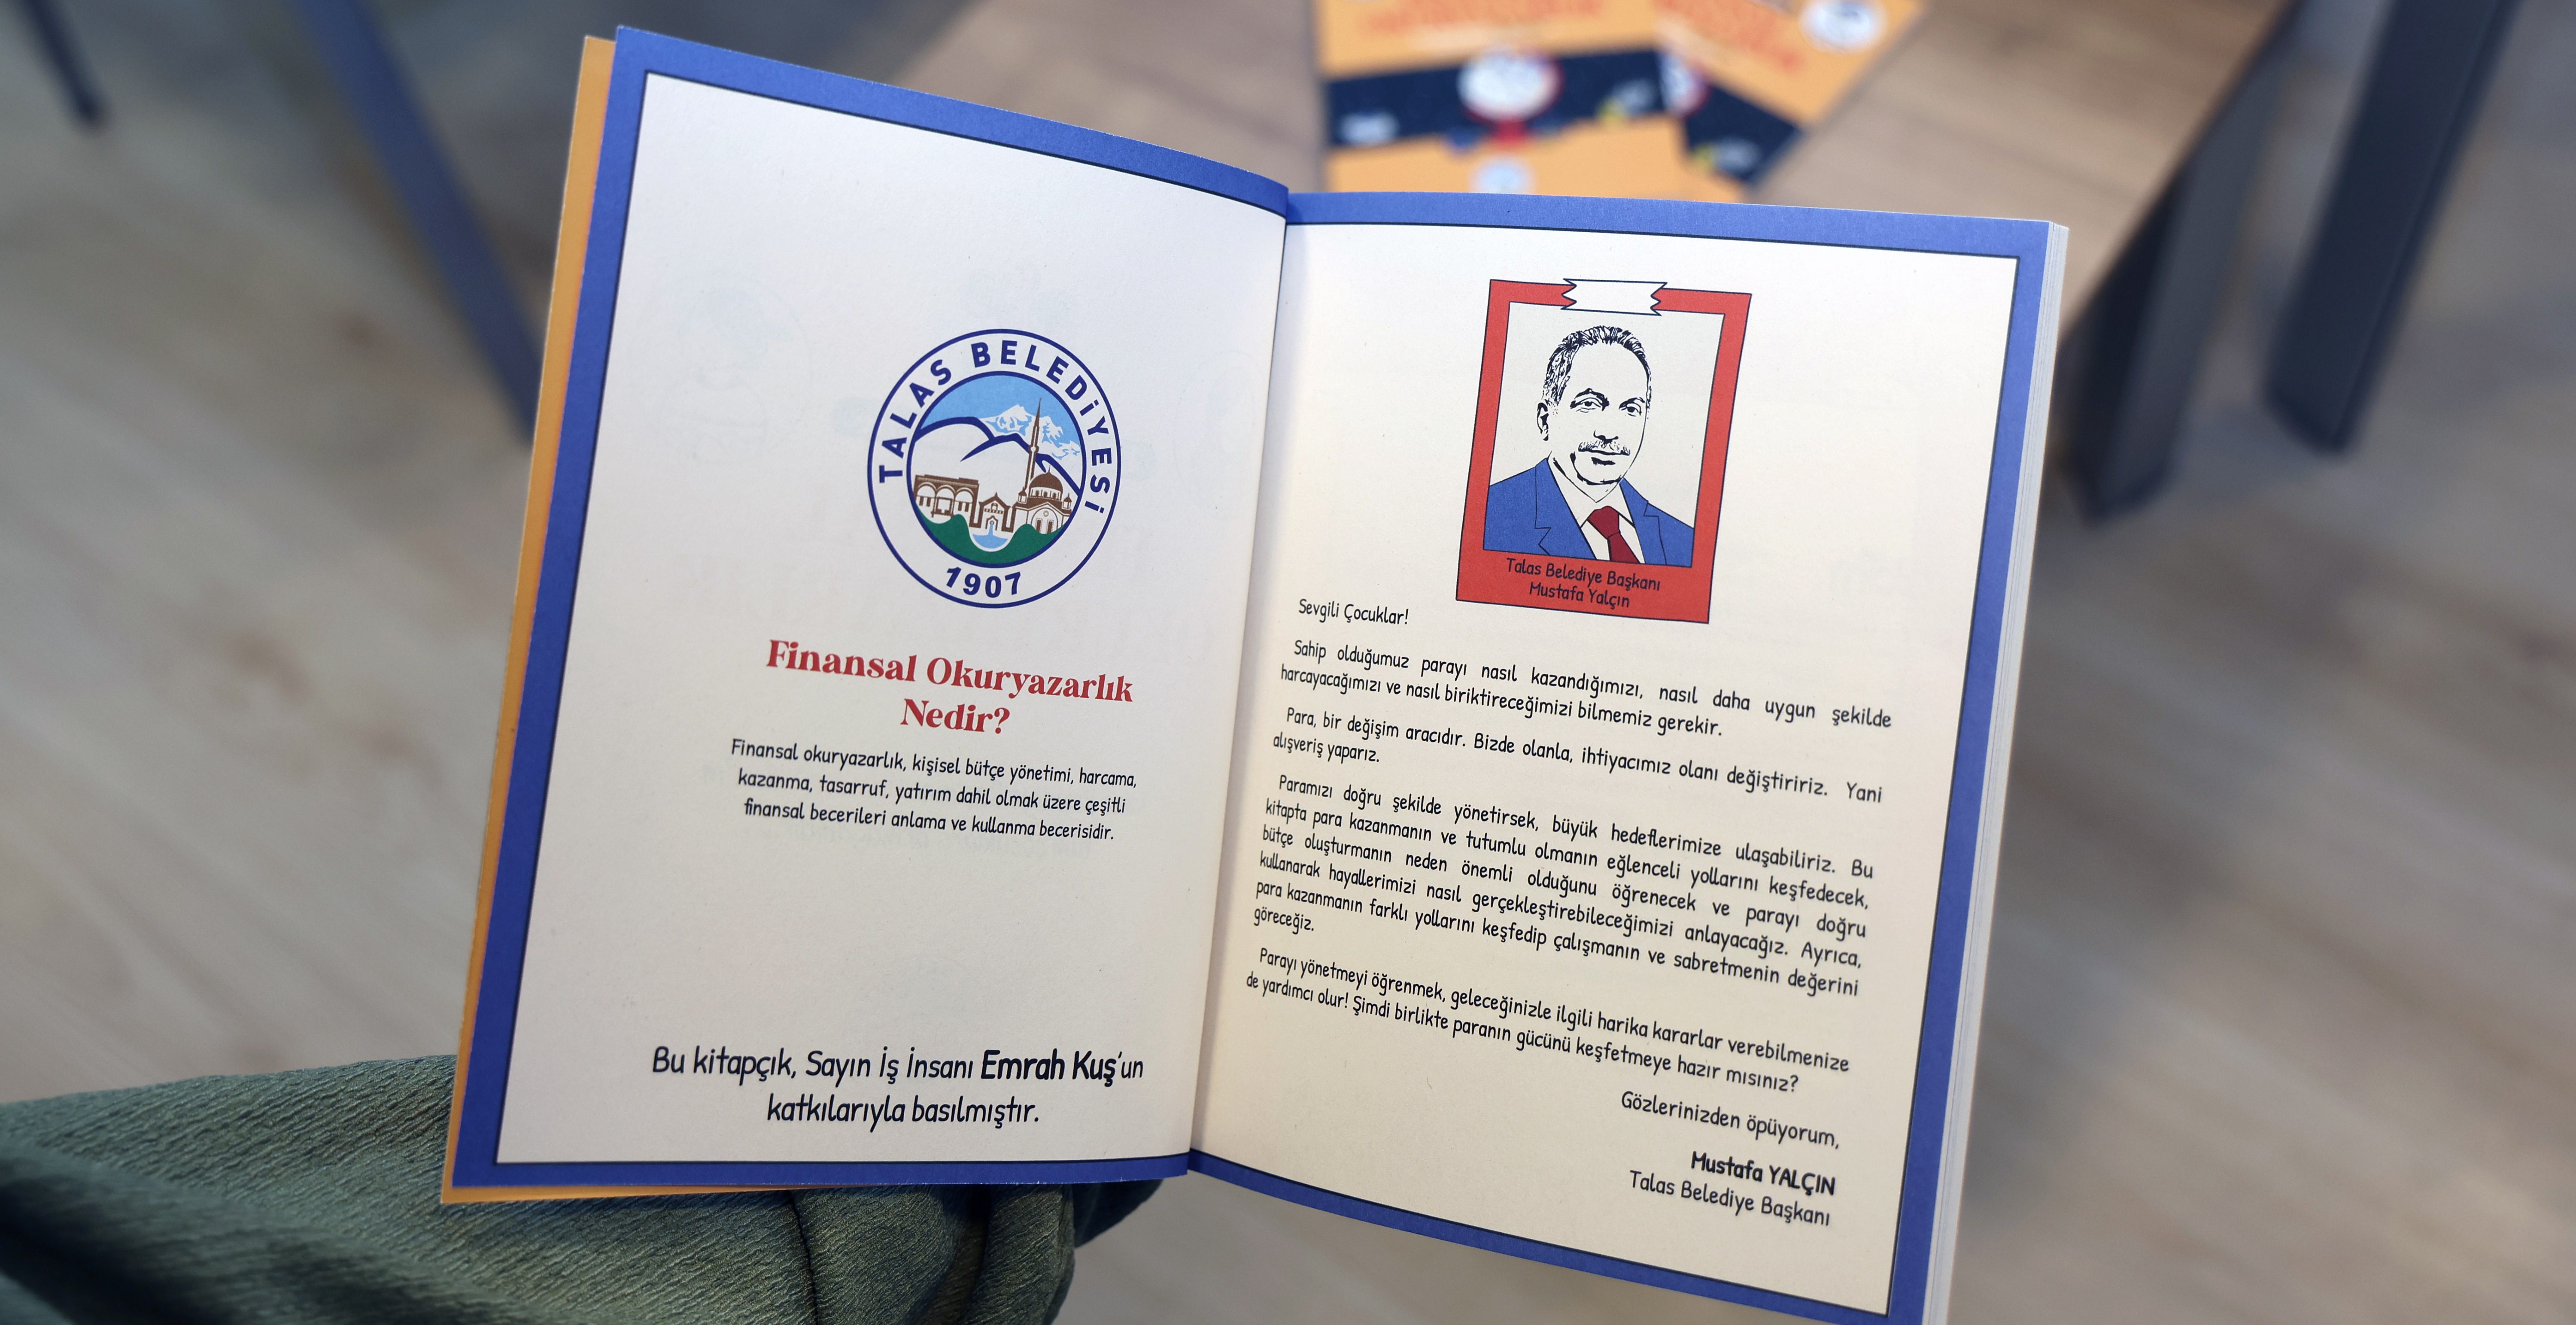 TALAS BELEDİYESİ
1907
Finansal Okuryazarlık
Nedir?
Finansal okuryazarlık, kişisel bütçe yönetimi, harcama,
kazanma, tasarruf, yatırım dahil olmak üzere çeşitli
finansal becerileri anlama ve kullanma becerisidir.
Bu kitapçık, Sayın İş İnsanı Emrah Kuş'un
katkılarıyla basılmıştır.
Talas Belediye Başkanı
Mustafa Yalçın
Sevgili Çocuklar!
Sahip olduğumuz parayı nasıl kazandığımızı, nasıl daha uygun şekilde
harcayacağımızı ve nasıl biriktireceğimizi bilmemiz gerekir.
Para, bir değişim aracıdır. Bizde olanla, ihtiyacımız olanı değiştiririz. Yani
alışveriş yaparız.
Paramızı doğru şekilde yönetirsek, büyük hedeflerimize ulaşabiliriz. Bu
kitapta para kazanmanın ve tutumlu olmanın eğlenceli yollarını keşfedecek,
bütçe oluşturmanın neden önemli olduğunu öğrenecek ve parayı doğru
kullanarak hayallerimizi nasıl gerçekleştirebileceğimizi anlayacağız. Ayrıca,
para kazanmanın farklı yollarını keşfedip çalışmanın ve sabretmenin değerini
göreceğiz.
Parayı yönetmeyi öğrenmek, geleceğinizle ilgili harika kararlar verebilmenize
de yardımcı olur! Şimdi birlikte paranın gücünü keşfetmeye hazır mısınız?
Gözlerinizden öpüyorum,
Mustafa YALÇIN
Talas Belediye Başkanı